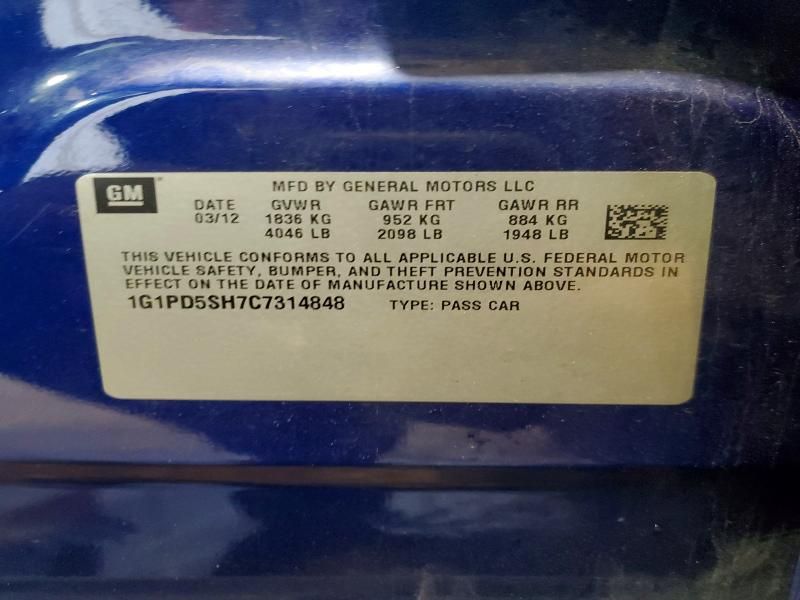 GM
MFD BY GENERAL MOTORS LLC
DATE GVWR GAWR FRT GAWR RR
03/12 1836 KG 952 KG 884 KG
4046 LB 2098 LB 1948 LB
THIS VEHICLE CONFORMS TO ALL APPLICABLE U.S. FEDERAL MOTOR
VEHICLE SAFETY, BUMPER, AND THEFT PREVENTION STANDARDS IN
EFFECT ON THE DATE OF MANUFACTURE SHOWN ABOVE.
1G1PD5SH7C7314848 TYPE: PASS CAR